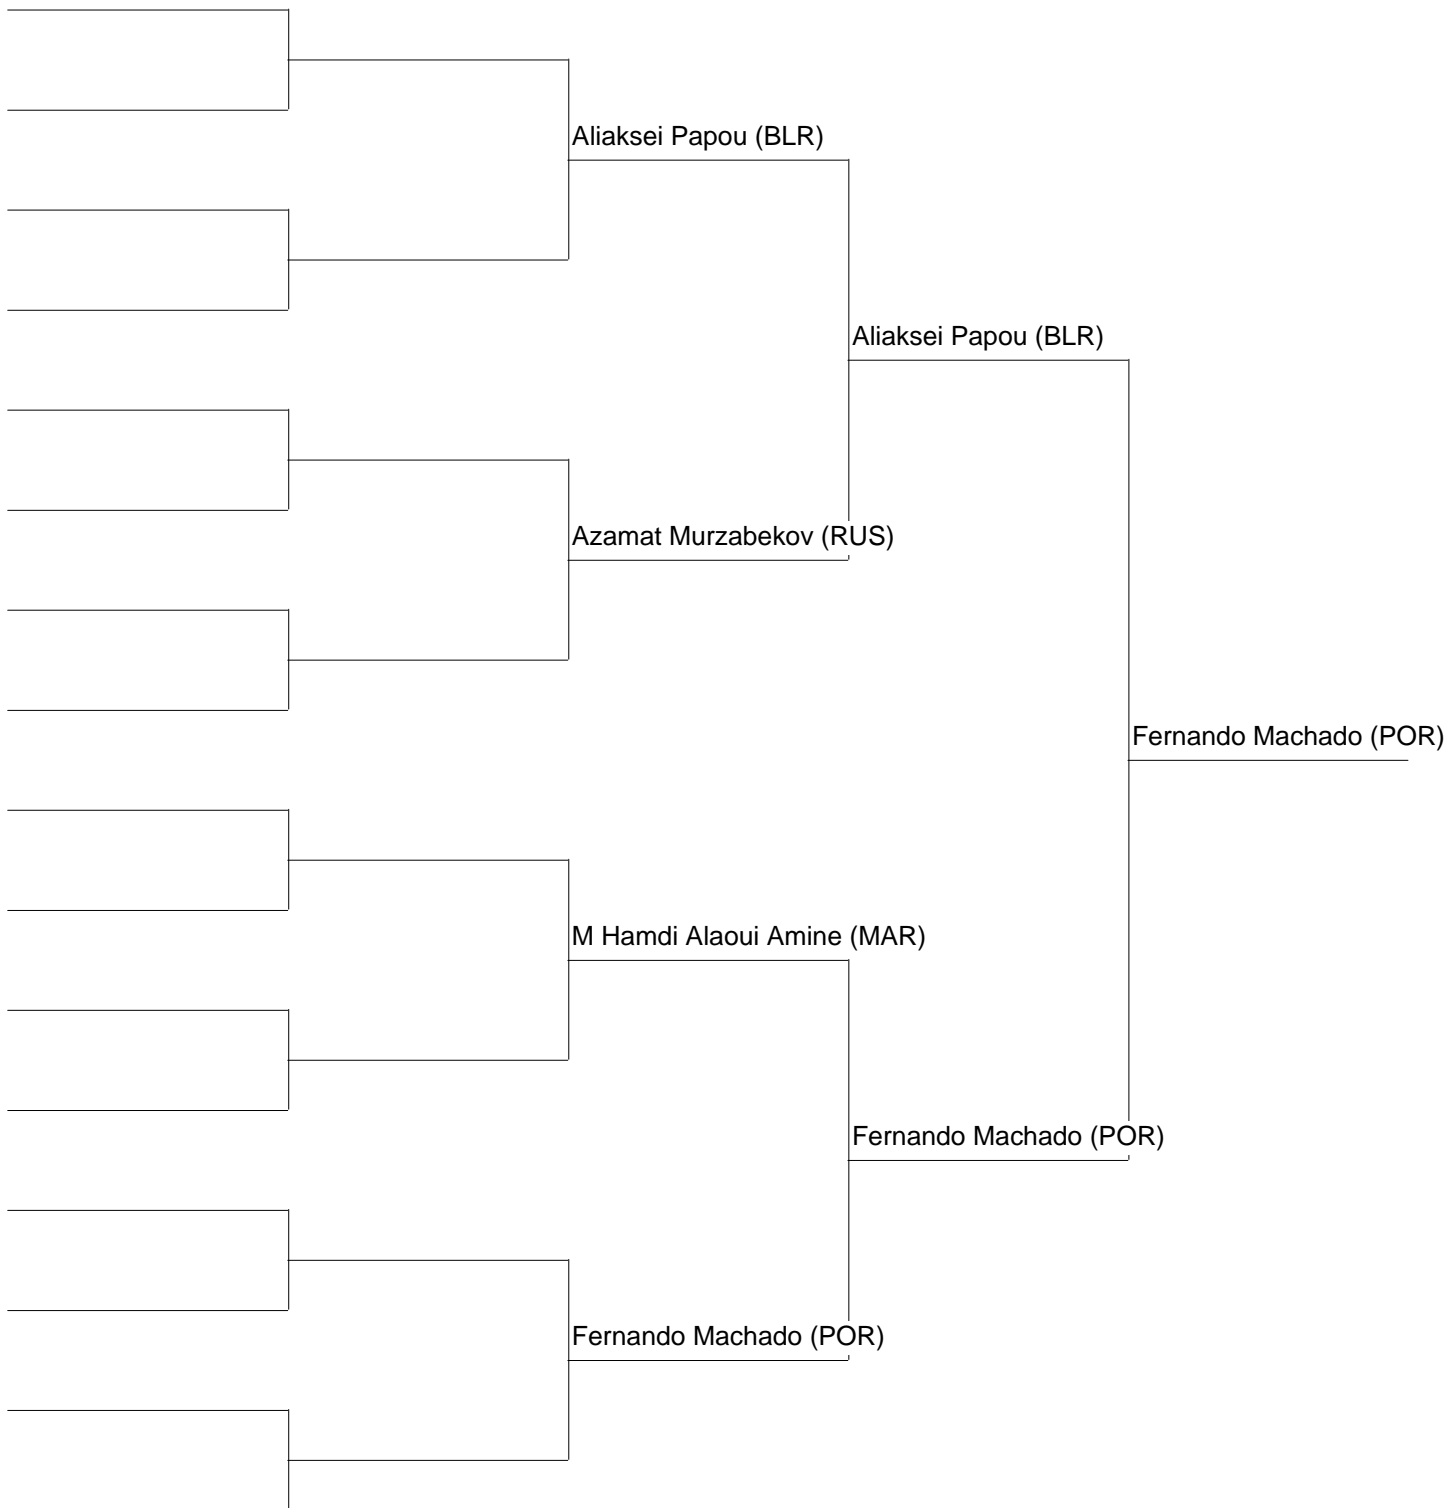 Aliaksei Papou (BLR)
Aliaksei Papou (BLR)
Azamat Murzabekov (RUS)
Fernando Machado (POR)
M Hamdi Alaoui Amine (MAR)
Fernando Machado (POR)
Fernando Machado (POR)